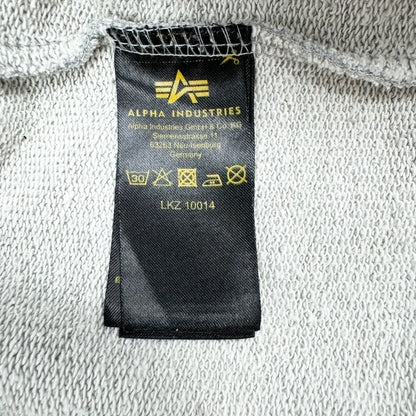 ALPHA INDUSTRIES
Alpha Industries GmbH & Co. KG
Siemensstrasse 11
63263 Neu-Isenburg
Germany
30
LKZ 10014